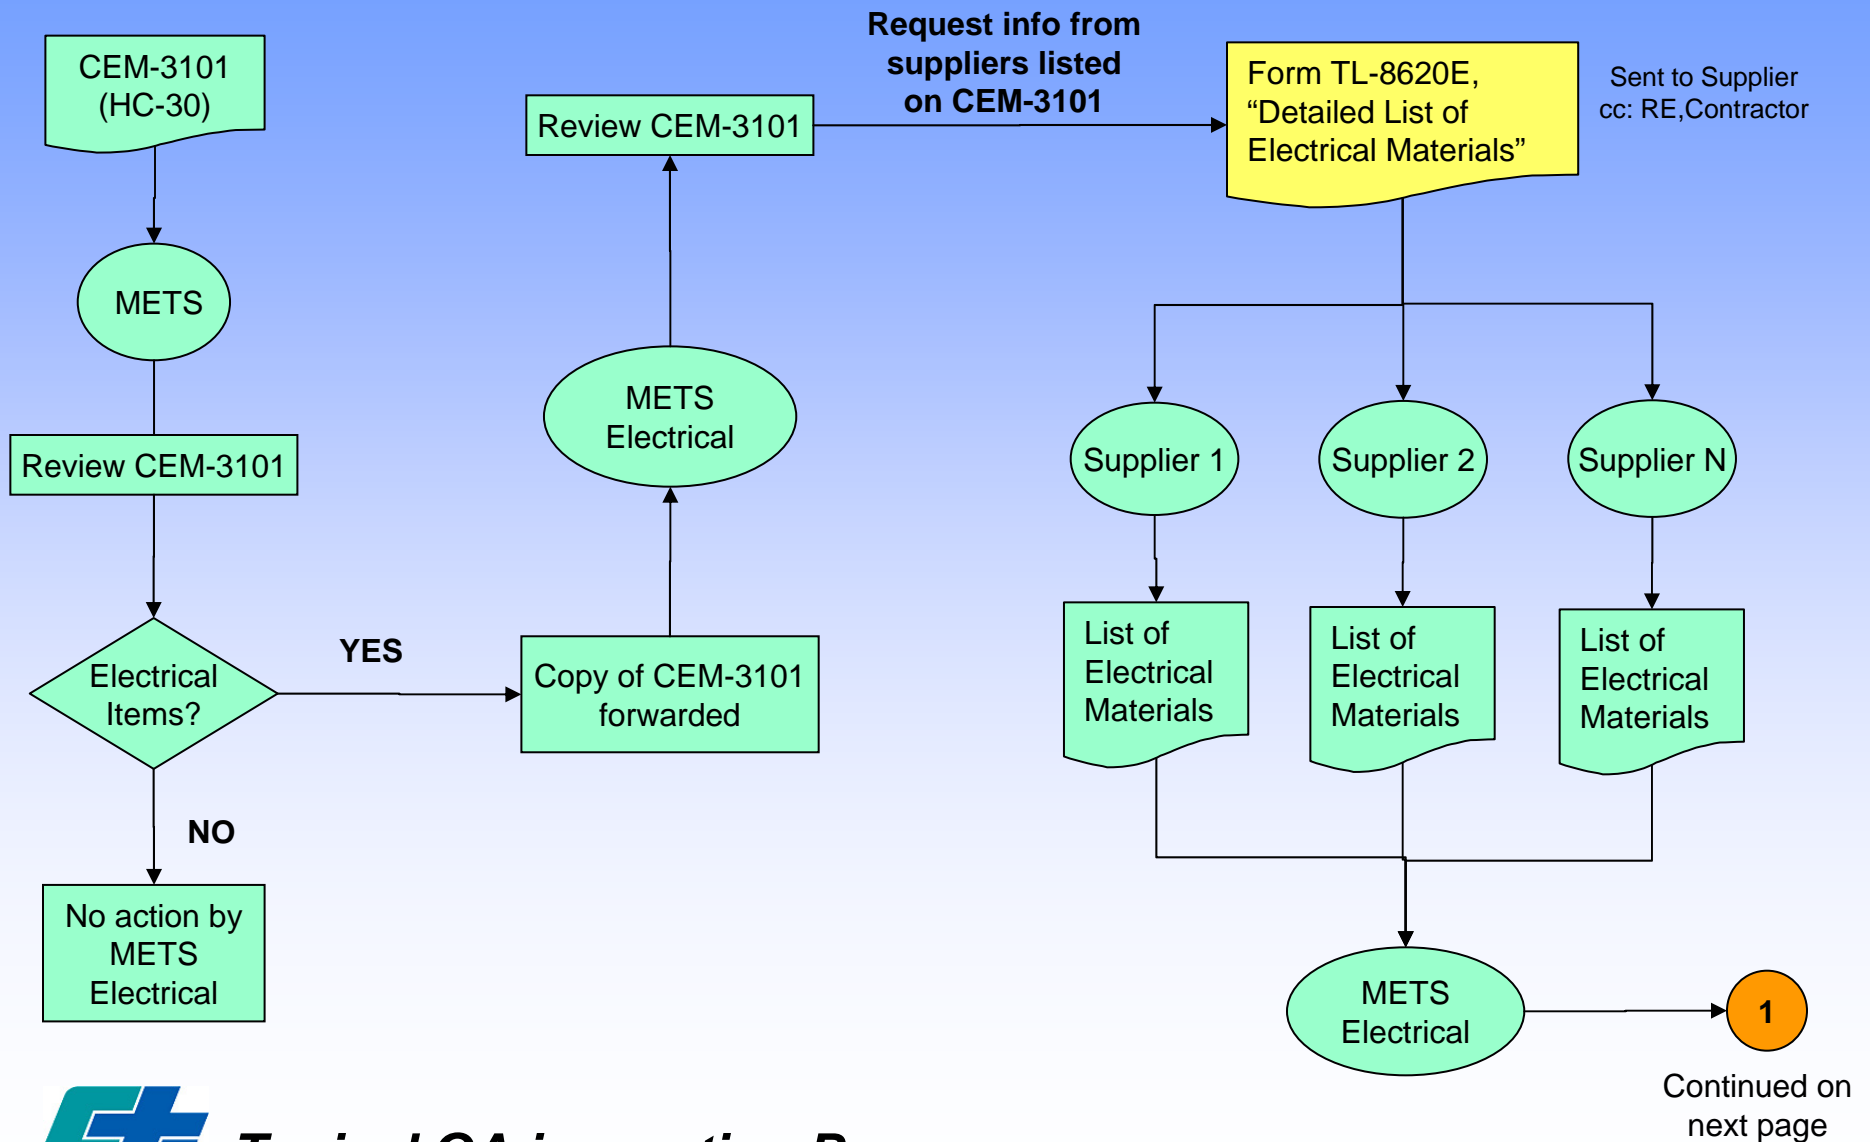 CEM-3101
(HC-30)
METS
Review CEM-3101
Electrical
Items?
YES
NO
No action by
METS
Electrical
Copy of CEM-3101
forwarded
METS
Electrical
Review CEM-3101
Request info from
suppliers listed
on CEM-3101
Form TL-8620E,
“Detailed List of
Electrical Materials”
Sent to Supplier
cc: RE,Contractor
Supplier 1
Supplier 2
Supplier N
List of
Electrical
Materials
List of
Electrical
Materials
List of
Electrical
Materials
METS
Electrical
1
Continued on
next page